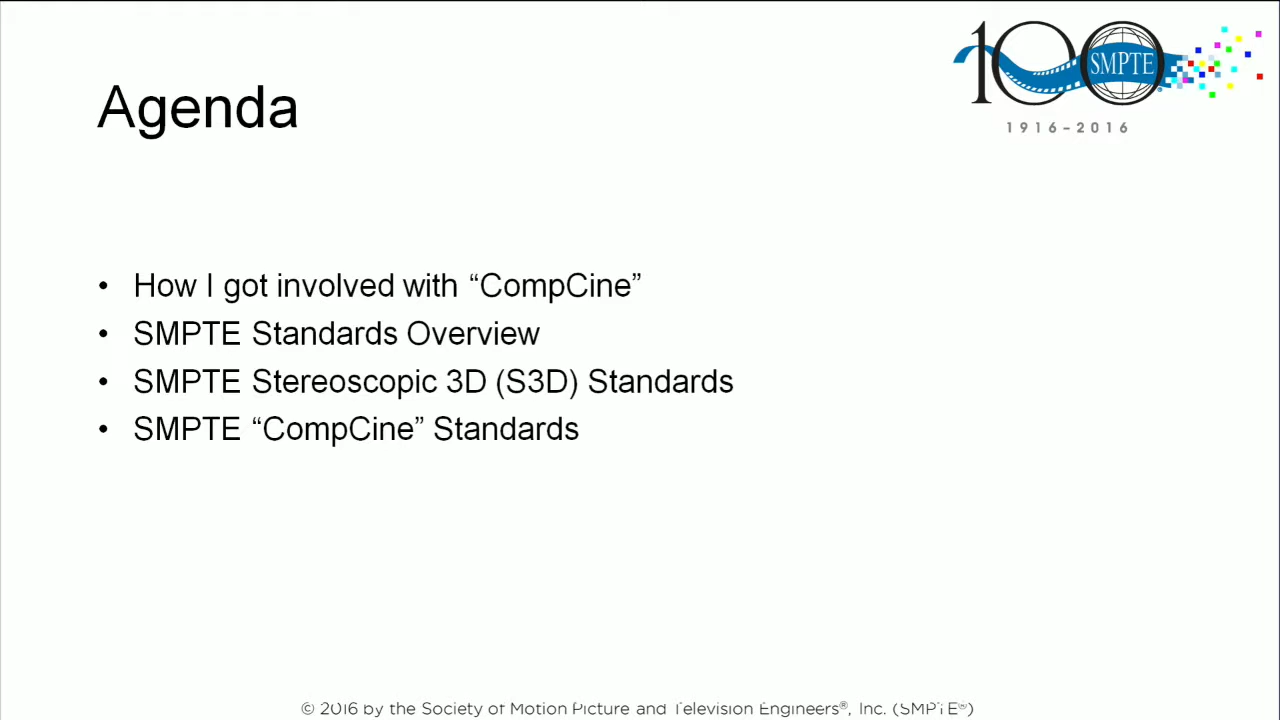 100
SMPTE
1916-2016
Agenda
• How I got involved with “CompCine”
• SMPTE Standards Overview
• SMPTE Stereoscopic 3D (S3D) Standards
• SMPTE “CompCine” Standards
© 2016 by the Society of Motion Picture and Television Engineers®, Inc. (SMPTE®)